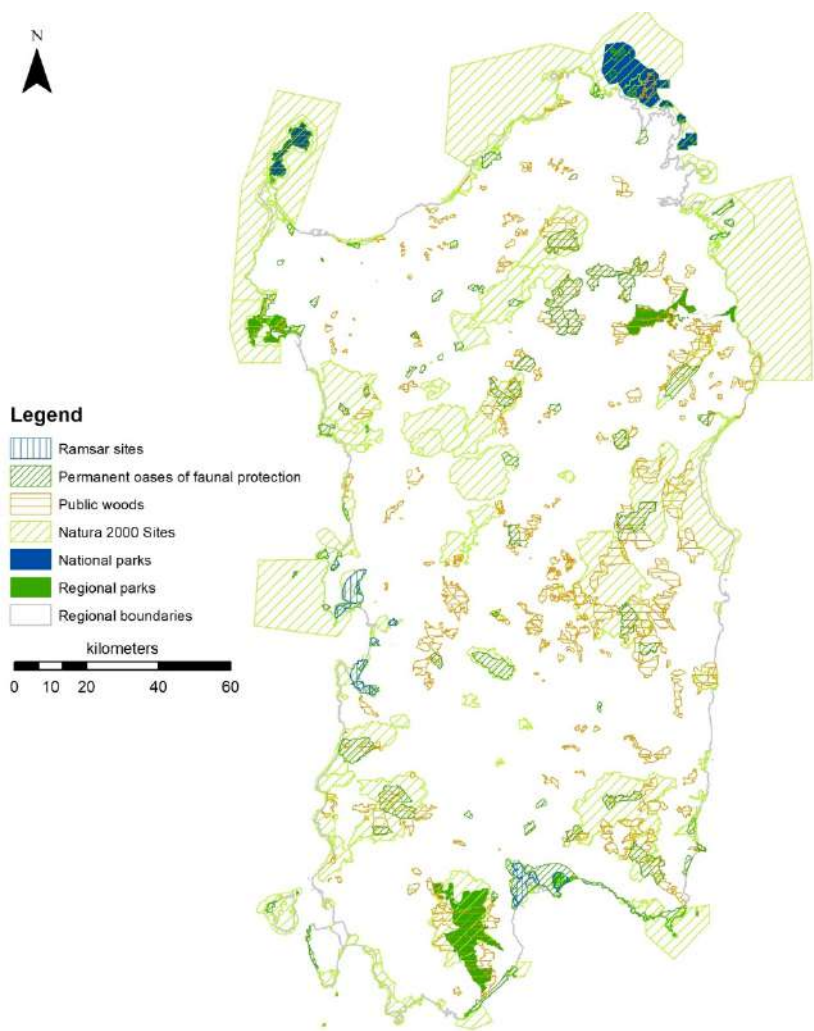 N
Legend
Ramsar sites
Permanent oases of faunal protection
Public woods
Natura 2000 Sites
National parks
Regional parks
Regional boundaries
kilometers
0 10 20 40 60